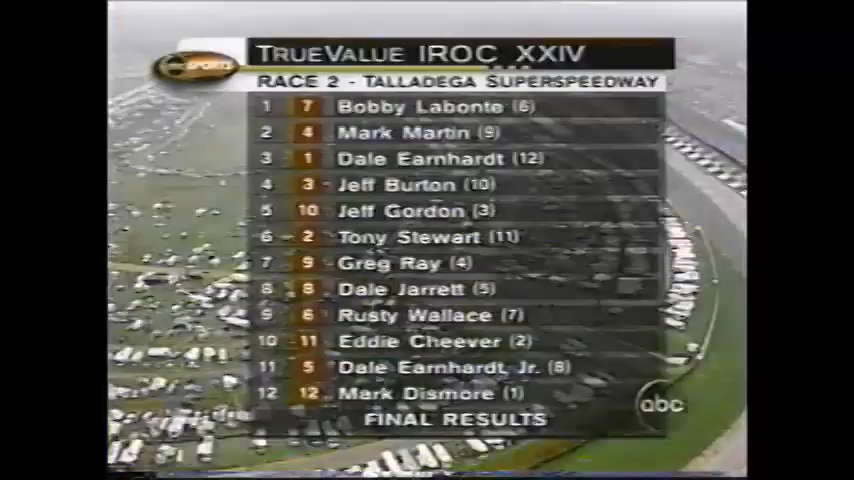 TRUEVALUE IROC XXIV
SPORTS
RACE 2 - TALLADEGA SUPERSPEEDWAY
1 7 Bobby Labonte (6)
2 4 Mark Martin (9)
3 1 Dale Earnhardt (12)
4 3 Jeff Burton (10)
5 10 Jeff Gordon (3)
6 2 Tony Stewart (11)
7 9 Greg Ray (4)
8 8 Dale Jarrett (5)
9 6 Rusty Wallace (7)
10 11 Eddie Cheever (2)
11 5 Dale Earnhardt, Jr. (8)
12 12 Mark Dismore (1)
abc
FINAL RESULTS